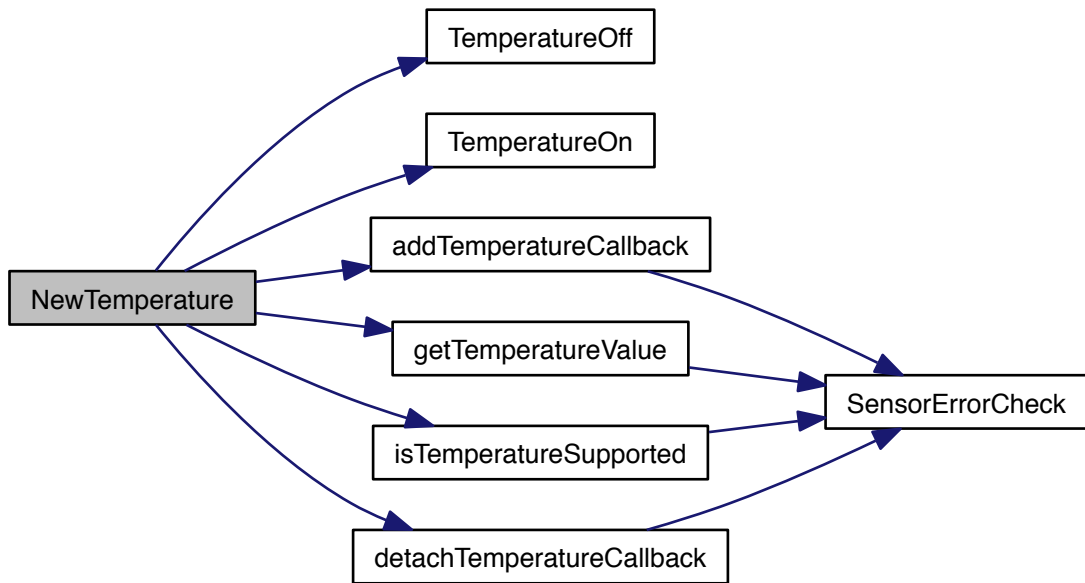 TemperatureOff
TemperatureOn
addTemperatureCallback
NewTemperature
getTemperatureValue
SensorErrorCheck
isTemperatureSupported
detachTemperatureCallback